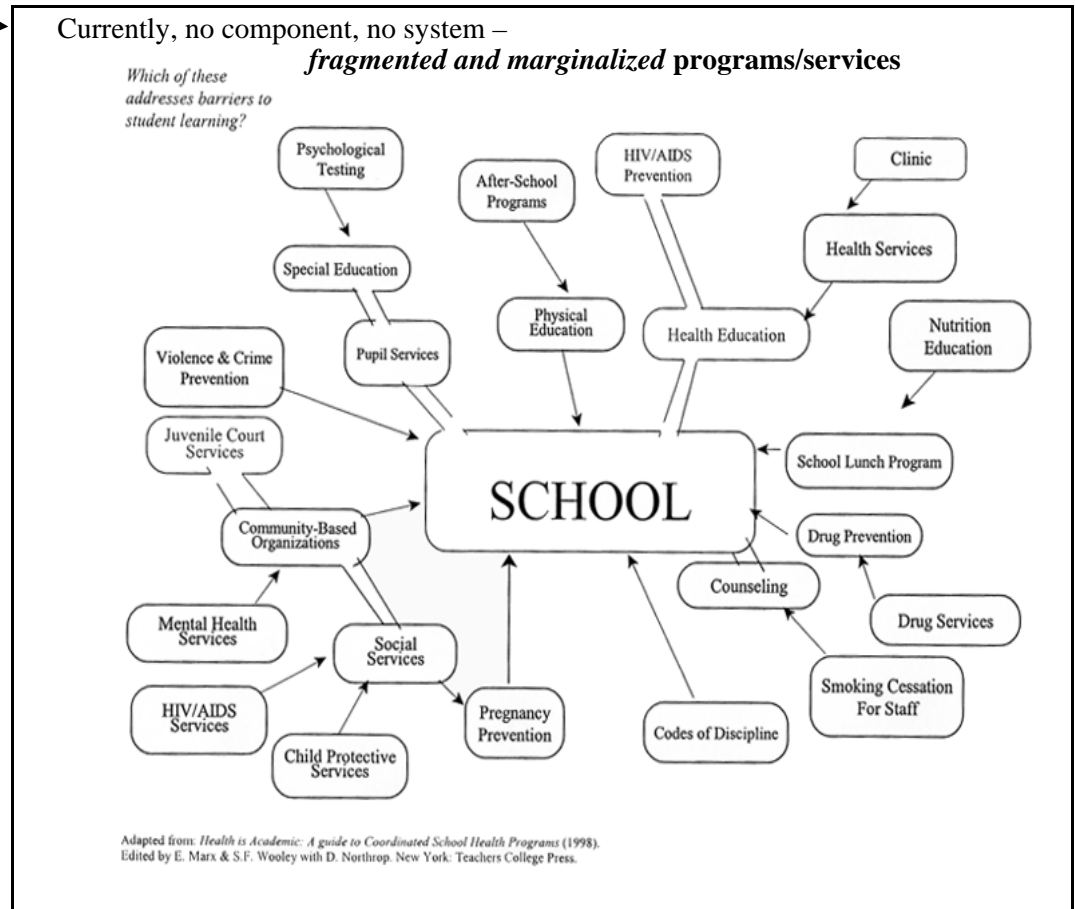 Currently, no component, no system –
fragmented and marginalized programs/services
Which of these
addresses barriers to
student learning?
Psychological
Testing
After-School
Programs
HIV/AIDS
Prevention
Clinic
Health Services
Special Education
Physical
Education
Health Education
Nutrition
Education
Violence & Crime
Prevention
Pupil Services
Juvenile Court
Services
School Lunch Program
SCHOOL
Community-Based
Organizations
Drug Prevention
Counseling
Mental Health
Services
Drug Services
Social
Services
Smoking Cessation
For Staff
HIV/AIDS
Services
Pregnancy
Prevention
Codes of Discipline
Child Protective
Services
Adapted from: Health is Academic: A guide to Coordinated School Health Programs (1998).
Edited by E. Marx & S.F. Wooley with D. Northrop. New York: Teachers College Press.